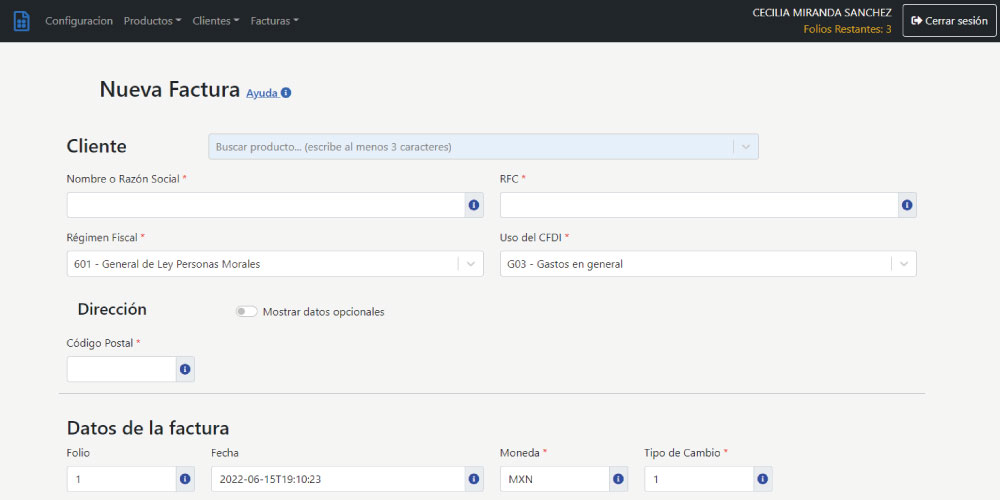 Configuracion Productos Clientes Facturas
CECILIA MIRANDA SANCHEZ
Folios Restantes: 3
Cerrar sesión
Nueva Factura Ayuda
Cliente
Buscar producto... (escribe al menos 3 caracteres)
Nombre o Razón Social * RFC *
Régimen Fiscal * Uso del CFDI *
601 - General de Ley Personas Morales G03 - Gastos en general
Dirección Mostrar datos opcionales
Código Postal *
Datos de la factura
Folio Fecha Moneda * Tipo de Cambio *
1 2022-06-15T19:10:23 MXN 1